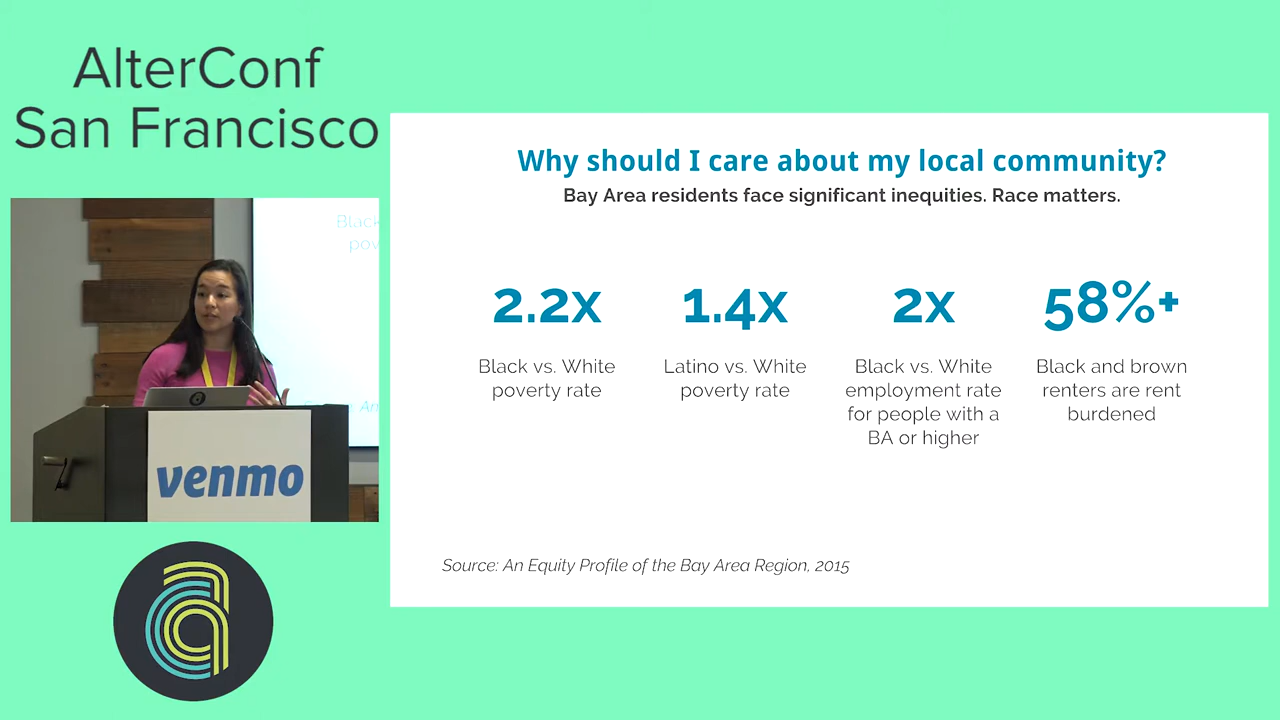 AlterConf
San Francisco
Why should I care about my local community?
Bay Area residents face significant inequities. Race matters.
2.2x
Black vs. White
poverty rate
1.4x
Latino vs. White
poverty rate
2x
Black vs. White
employment rate
for people with a
BA or higher
58%+
Black and brown
renters are rent
burdened
Source: An Equity Profile of the Bay Area Region, 2015
Black
venmo